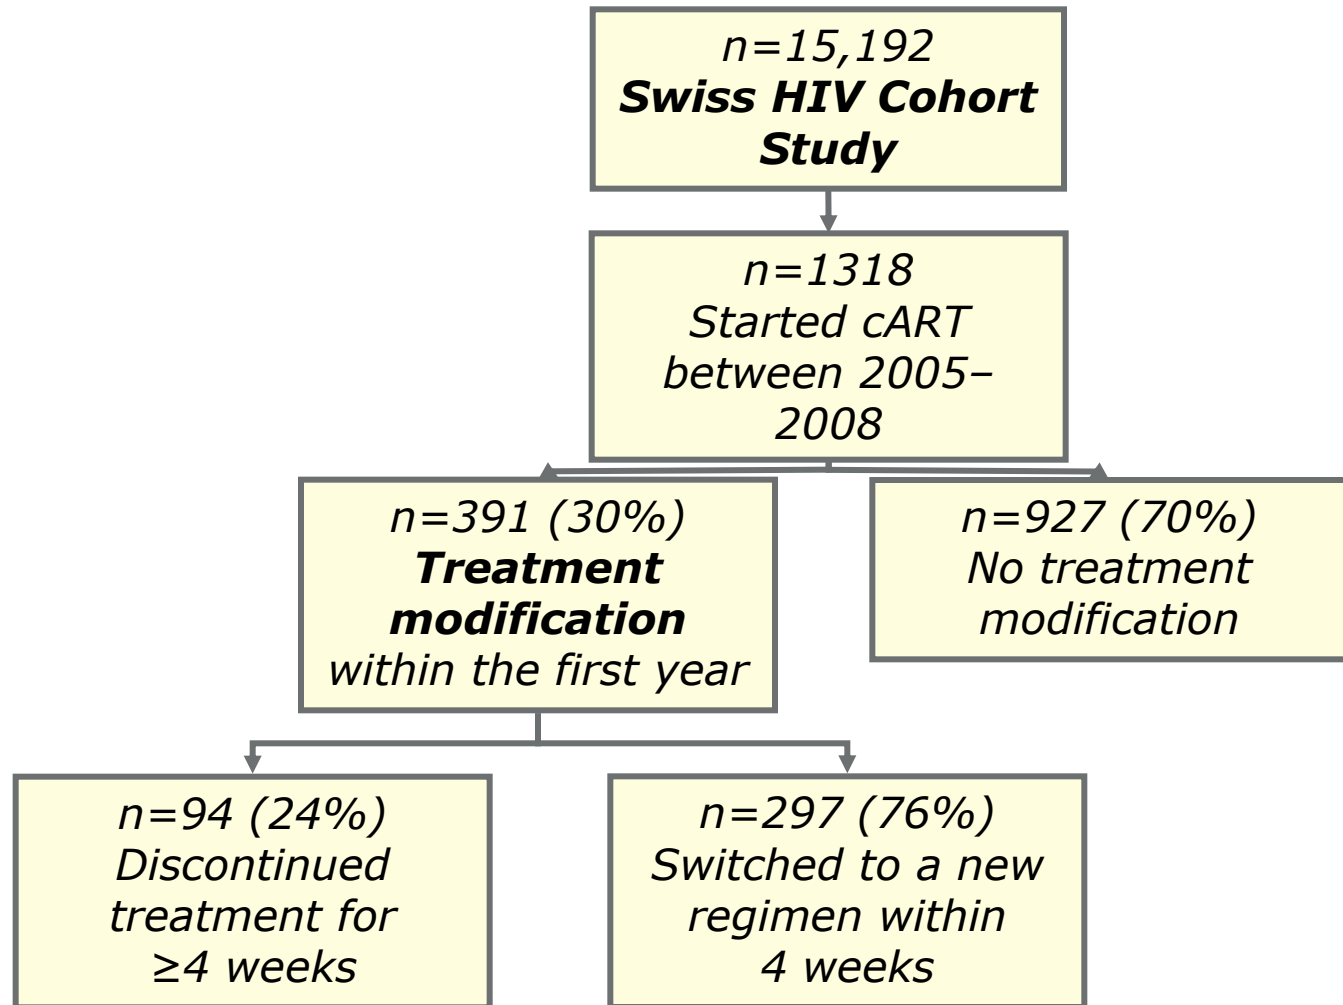 n=15,192
Swiss HIV Cohort
Study
n=1318
Started cART
between 2005–
2008
n=391 (30%)
Treatment
modification
within the first year
n=927 (70%)
No treatment
modification
n=94 (24%)
Discontinued
treatment for
≥4 weeks
n=297 (76%)
Switched to a new
regimen within
4 weeks